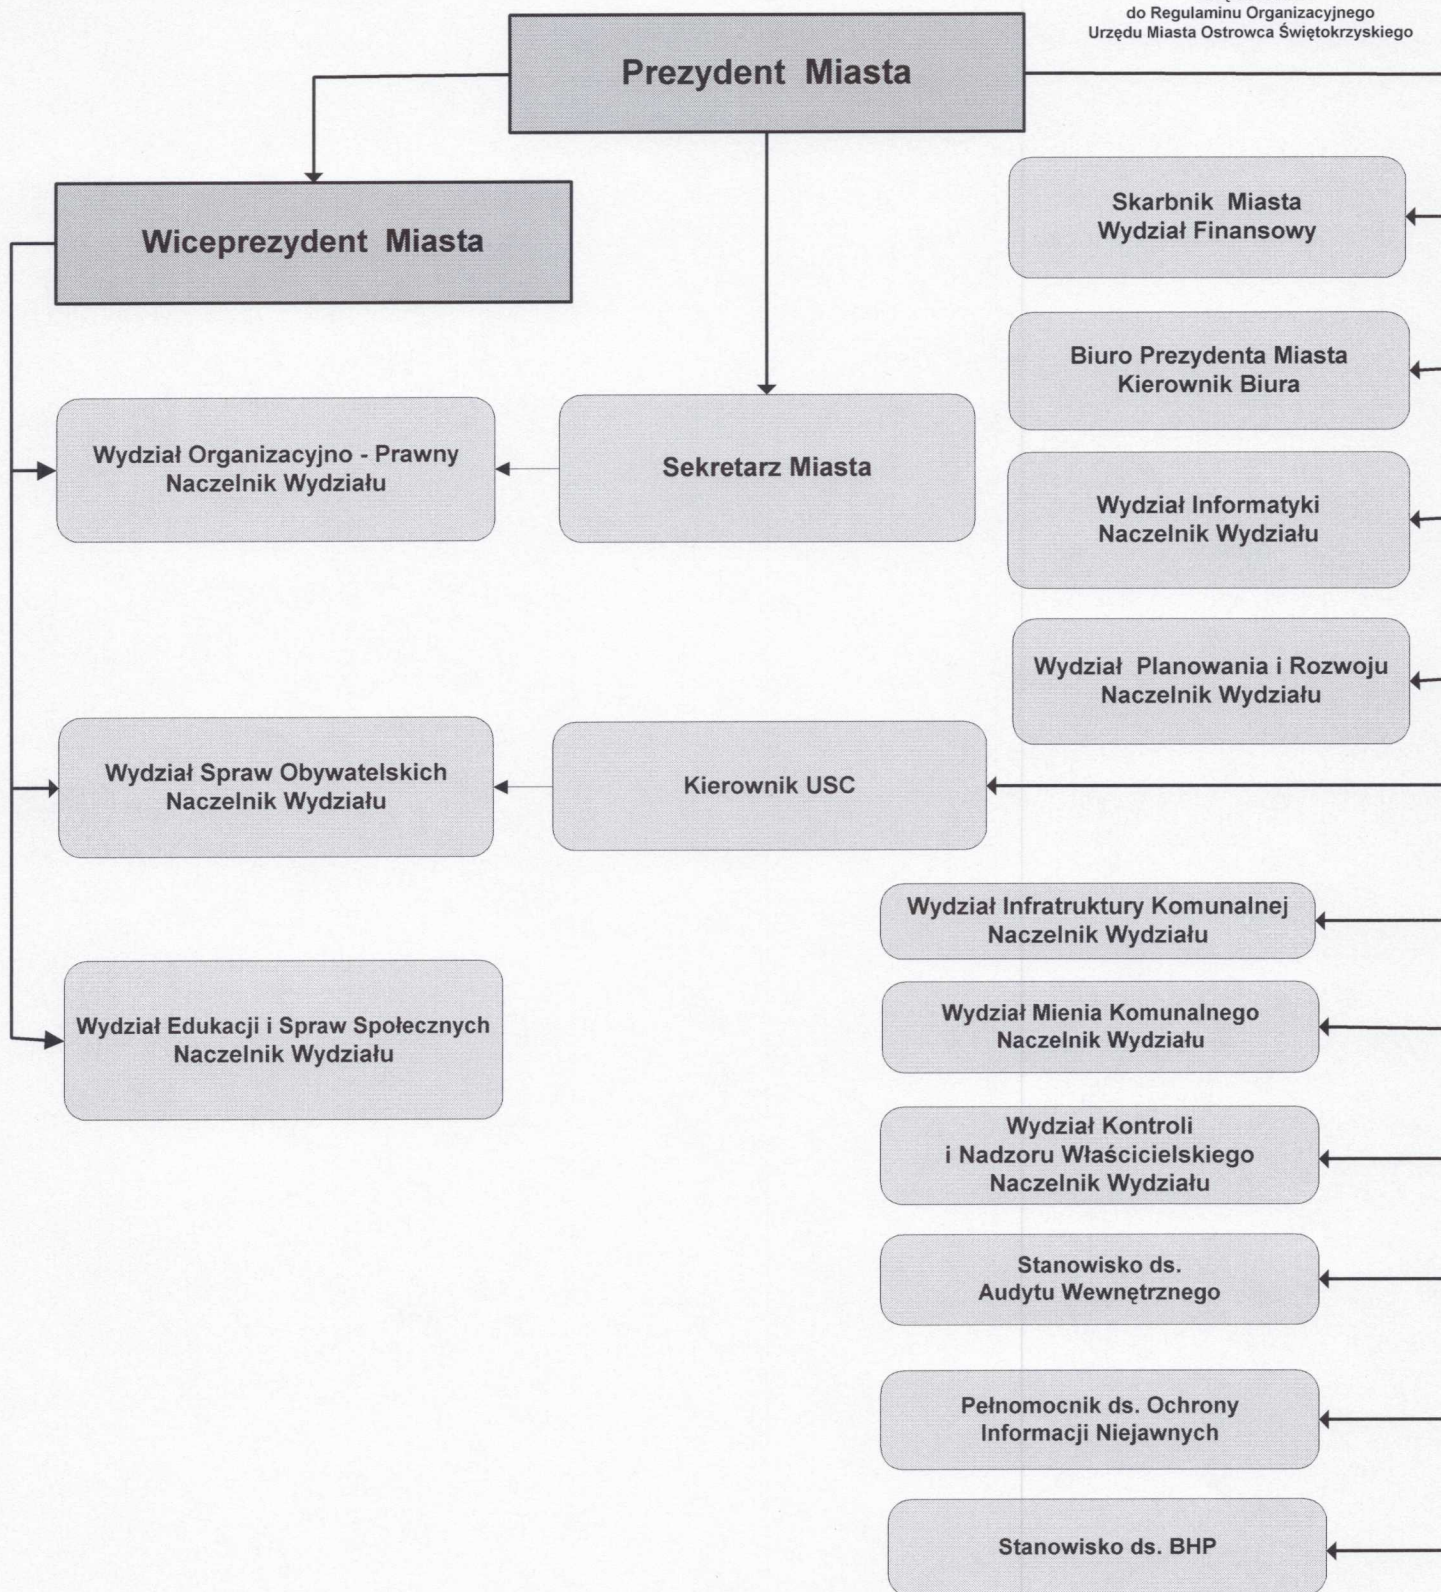 do Regulaminu Organizacyjnego
Urzędu Miasta Ostrowca Świętokrzyskiego
Prezydent Miasta
Wiceprezydent Miasta
Skarbnik Miasta
Wydział Finansowy
Biuro Prezydenta Miasta
Kierownik Biura
Wydział Organizacyjno - Prawny
Naczelnik Wydziału
Sekretarz Miasta
Wydział Informatyki
Naczelnik Wydziału
Wydział Planowania i Rozwoju
Naczelnik Wydziału
Wydział Spraw Obywatelskich
Naczelnik Wydziału
Kierownik USC
Wydział Infratruktury Komunalnej
Naczelnik Wydziału
Wydział Edukacji i Spraw Społecznych
Naczelnik Wydziału
Wydział Mienia Komunalnego
Naczelnik Wydziału
Wydział Kontroli
i Nadzoru Właścicielskiego
Naczelnik Wydziału
Stanowisko ds.
Audytu Wewnętrznego
Pełnomocnik ds. Ochrony
Informacji Niejawnych
Stanowisko ds. BHP